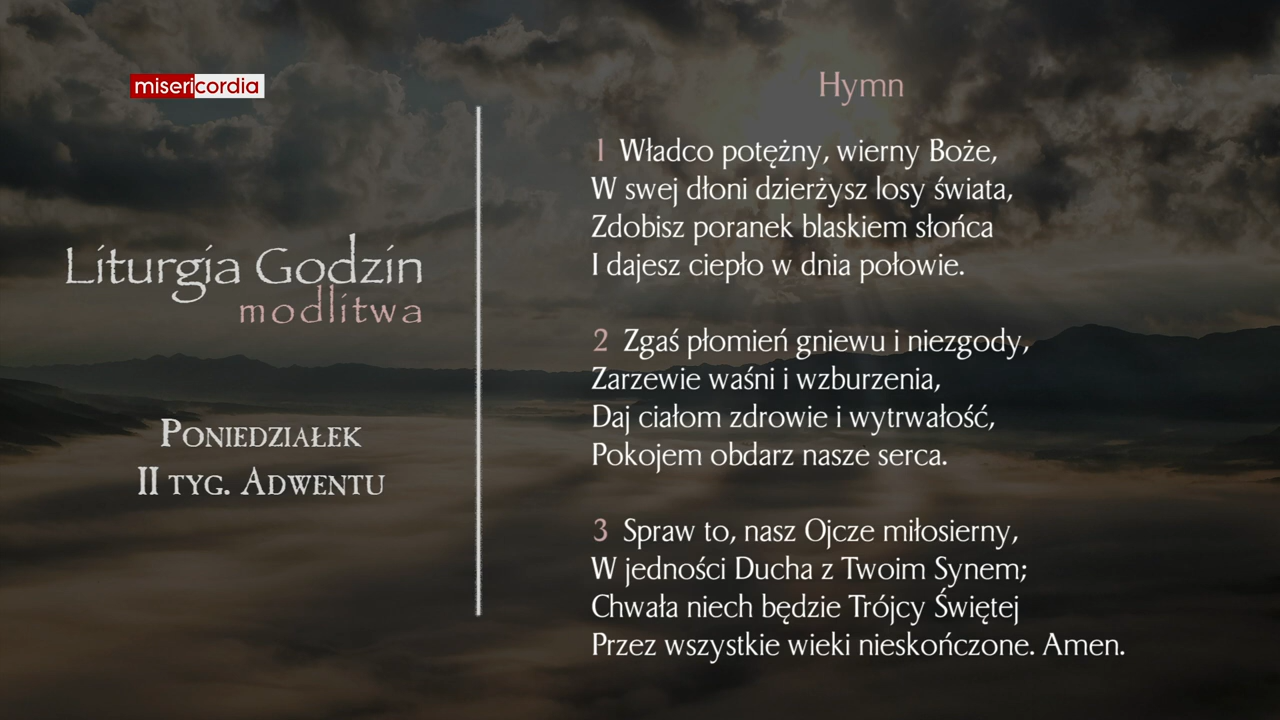 misericordia
Liturgia Godzin
modlitwa
Poniedziałek
II tyg. Adwentu
Hymn
1 Władco potężny, wierny Boże,
W swej dłoni dzierżysz losy świata,
Zdobisz poranek blaskiem słońca
I dajesz ciepło w dnia połowie.
2 Zgaś płomień gniewu i niezgody,
Zarzewie waśni i wzburzenia,
Daj ciałom zdrowie i wytrwałość,
Pokojem obdarz nasze serca.
3 Spraw to, nasz Ojcze miłosierny,
W jedności Ducha z Twoim Synem;
Chwała niech będzie Trójcy Świętej
Przez wszystkie wieki nieskończone. Amen.